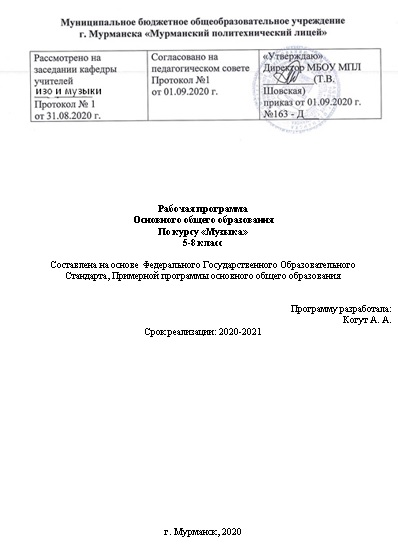 Муниципальное бюджетное общеобразовательное учреждение
г. Мурманска «Мурманский политехнический лицей»
Рассмотрено на
заседании кафедры
учителей
изо и музыки
Протокол № 1
от 31.08.2020 г.
Согласовано на
педагогическом совете
Протокол №1
от 01.09.2020 г.
«Утверждаю»
Директор МБОУ МПЛ
(Т.В.
Шовская)
приказ от 01.09.2020 г.
№163 - Д
Рабочая программа
Основного общего образования
По курсу «Музыка»
5-8 класс
Составлена на основе Федерального Государственного Образовательного
Стандарта, Примерной программы основного общего образования
Программу разработала:
Когут А. А.
Срок реализации: 2020-2021
г. Мурманск, 2020